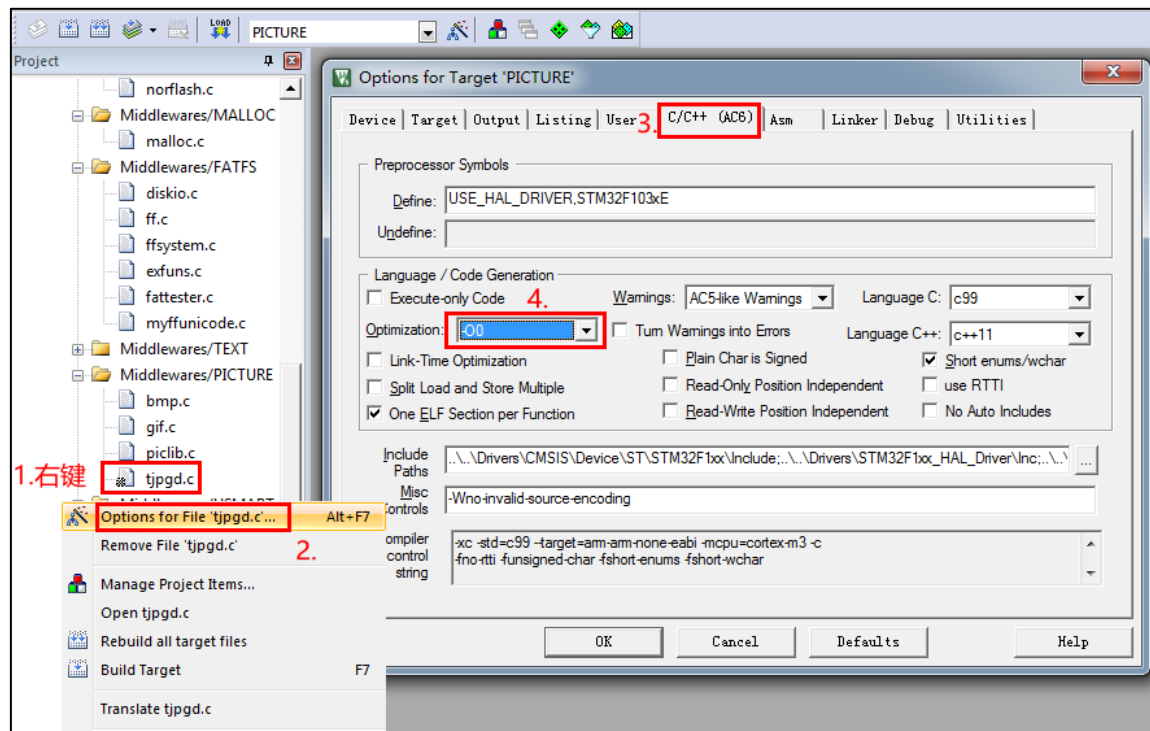 LOAD
PICTURE
Project
norflash.c
Middlewares/MALLOC
malloc.c
Middlewares/FATFS
diskio.c
ff.c
ffsystem.c
exfuns.c
fattester.c
myffunicode.c
Middlewares/TEXT
Middlewares/PICTURE
bmp.c
gif.c
piclib.c
1.右键
tjpgd.c
Options for File 'tjpgd.c'... Alt+F7
2.
Remove File 'tjpgd.c'
Manage Project Items...
Open tjpgd.c
Rebuild all target files
Build Target F7
Translate tjpgd.c
Options for Target 'PICTURE'
Device Target Output Listing User 3. C/C++ (AC6) Asm Linker Debug Utilities
Preprocessor Symbols
Define: USE_HAL_DRIVER,STM32F103xE
Undefine:
Language / Code Generation
Execute-only Code 4. Warnings: AC5-like Warnings Language C: c99
Optimization: -O0 Turn Warnings into Errors Language C++: c++11
Link-Time Optimization Plain Char is Signed Short enums/wchar
Split Load and Store Multiple Read-Only Position Independent use RTTI
One ELF Section per Function Read-Write Position Independent No Auto Includes
Include Paths ..\..\Drivers\CMSIS\Device\ST\STM32F1xx\Include;..\..\Drivers\STM32F1xx_HAL_Driver\Inc;..\..\ ...
Misc Controls -Wno-invalid-source-encoding
ompiler control string -xc -std=c99 --target=arm-arm-none-eabi -mcpu=cortex-m3 -c
-fno-rtti -funsigned-char -fshort-enums -fshort-wchar
OK Cancel Defaults Help